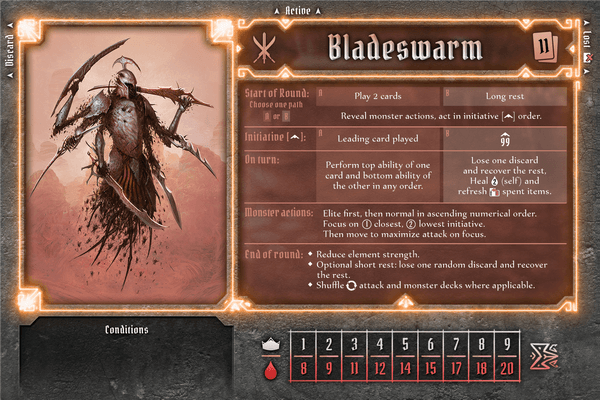 Active
Discard
Lost
Bladeswarm
11
Start of Round:
Choose one path
A or B
A Play 2 cards
B Long rest
Reveal monster actions, act in initiative order.
Initiative [ ]:
A Leading card played
B 99
On turn:
A Perform top ability of one
card and bottom ability of
the other in any order.
B Lose one discard
and recover the rest,
Heal 2 (self) and
refresh spent items.
Monster actions:
Elite first, then normal in ascending numerical order.
Focus on ① closest, ② lowest initiative.
Then move to maximize attack on focus.
End of round:
◆ Reduce element strength.
◆ Optional short rest: lose one random discard and recover
the rest.
◆ Shuffle attack and monster decks where applicable.
Conditions
1 2 3 4 5 6 7 8 9
8 9 11 12 14 15 17 18 20